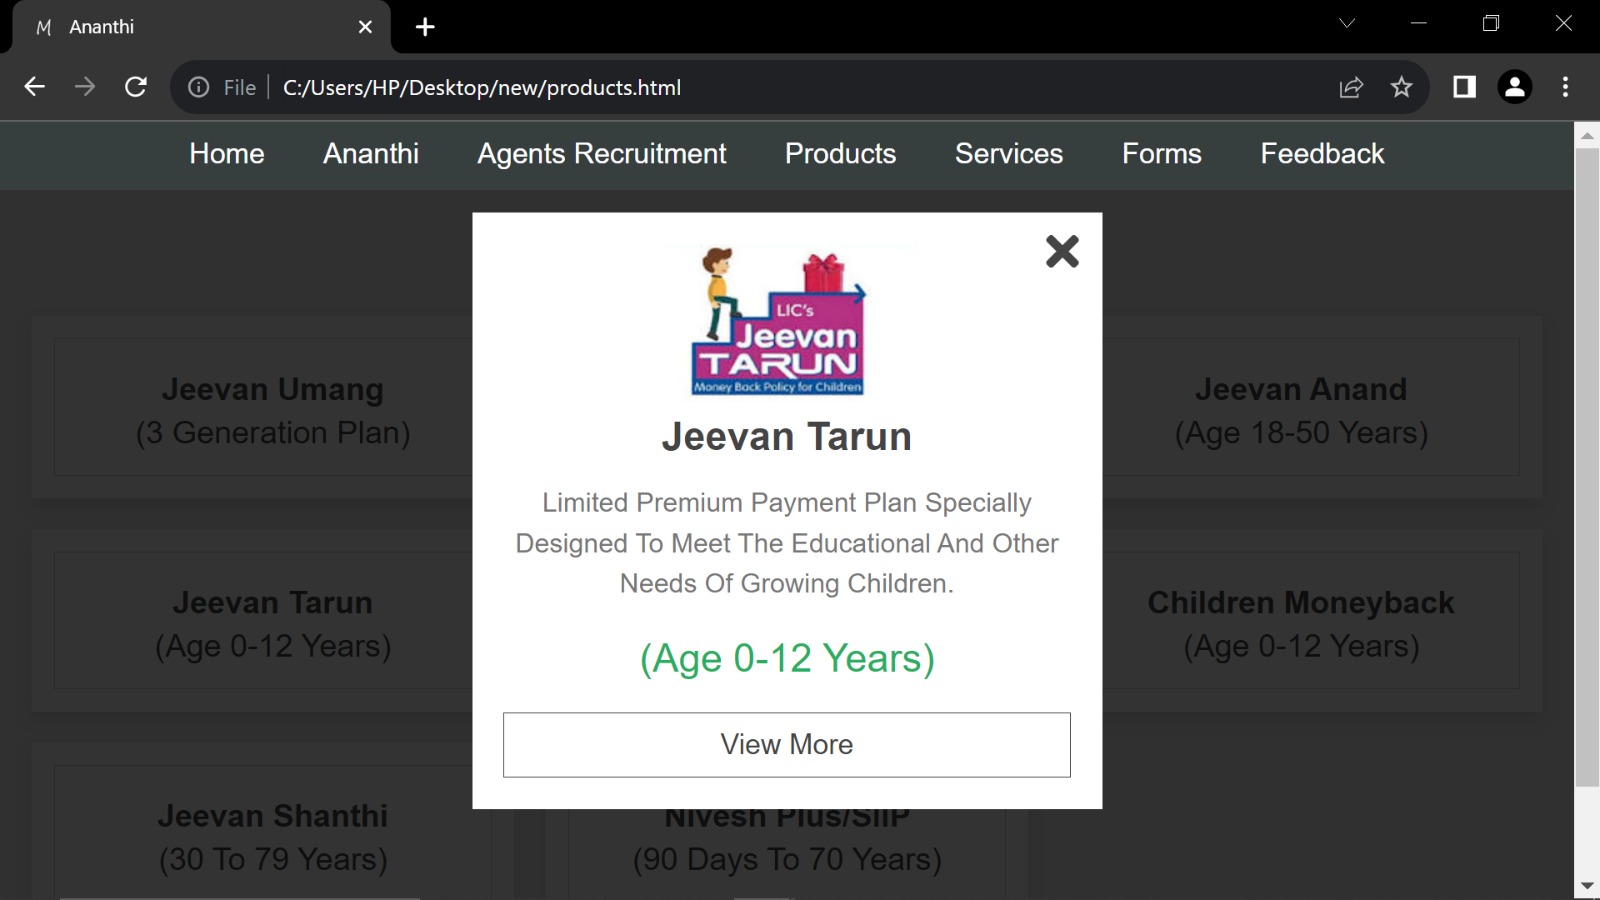 Ananthi
File
C:/Users/HP/Desktop/new/products.html
Home Ananthi Agents Recruitment Products Services Forms Feedback
LIC's
Jeevan
TARUN
Money Back Policy for Children
Jeevan Tarun
Limited Premium Payment Plan Specially
Designed To Meet The Educational And Other
Needs Of Growing Children.
(Age 0-12 Years)
View More
Jeevan Umang
(3 Generation Plan)
Jeevan Anand
(Age 18-50 Years)
Jeevan Tarun
(Age 0-12 Years)
Children Moneyback
(Age 0-12 Years)
Jeevan Shanthi
(30 To 79 Years)
Nivesh Plus/SIIP
(90 Days To 70 Years)